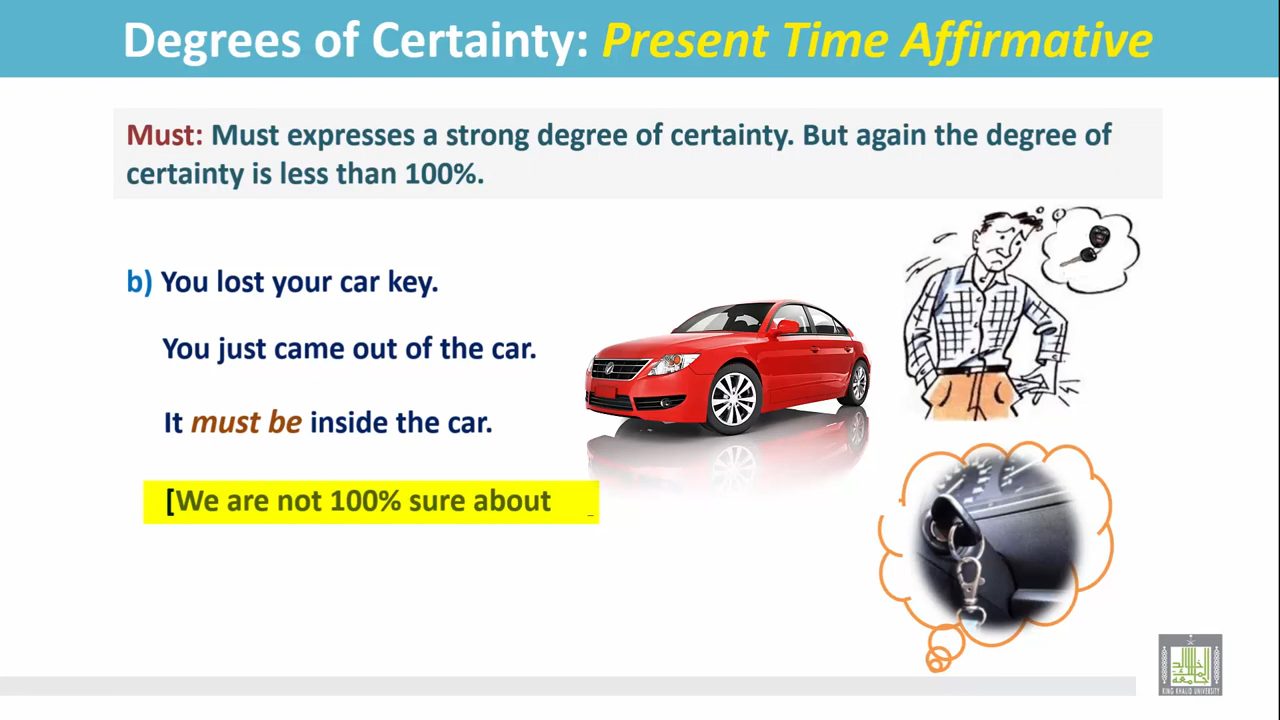 Degrees of Certainty: Present Time Affirmative
Must: Must expresses a strong degree of certainty. But again the degree of
certainty is less than 100%.
b) You lost your car key.
You just came out of the car.
It must be inside the car.
[We are not 100% sure about
KING KHALID UNIVERSITY